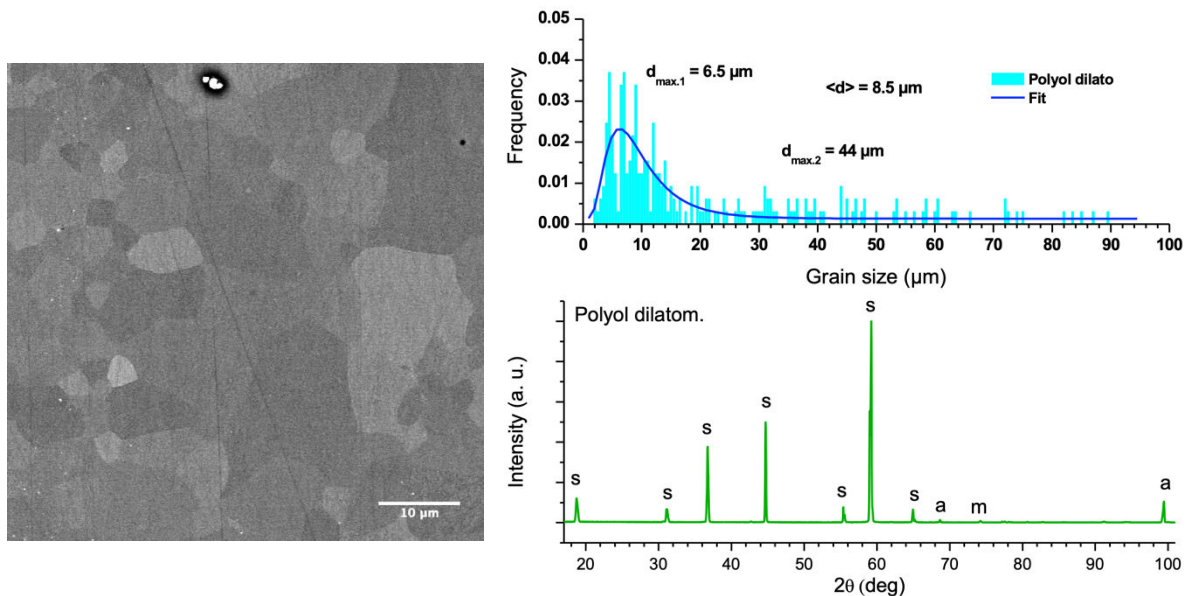 10 µm
0.05
0.04
0.03
0.02
0.01
0.00
Frequency
d_max.1 = 6.5 µm
<d> = 8.5 µm
d_max.2 = 44 µm
Polyol dilato
Fit
0 10 20 30 40 50 60 70 80 90 100
Grain size (µm)
Polyol dilatom.
Intensity (a. u.)
s s s s s s s a m a
20 30 40 50 60 70 80 90 100
2θ (deg)